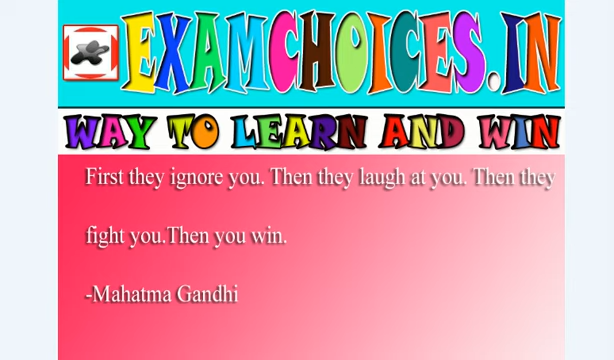 EXAMCHOICES.IN
WAY TO LEARN AND WIN
First they ignore you. Then they laugh at you. Then they
fight you.Then you win.
-Mahatma Gandhi